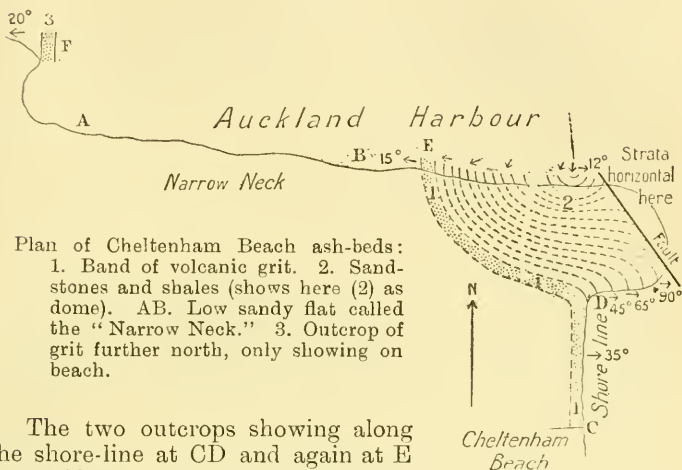 20° 3
F
A
Auckland Harbour
B 15° E
12° Strata
horizontal
here
Narrow Neck
1
2
Fault
Plan of Cheltenham Beach ash-beds:
1. Band of volcanic grit. 2. Sand-
stones and shales (shows here (2) as
dome). AB. Low sandy flat called
the “Narrow Neck.” 3. Outcrop of
grit further north, only showing on
beach.
N
1
D 45° 65° 90°
35°
Shore line
1
C
Cheltenham
Beach
The two outcrops showing along
the shore-line at CD and again at E